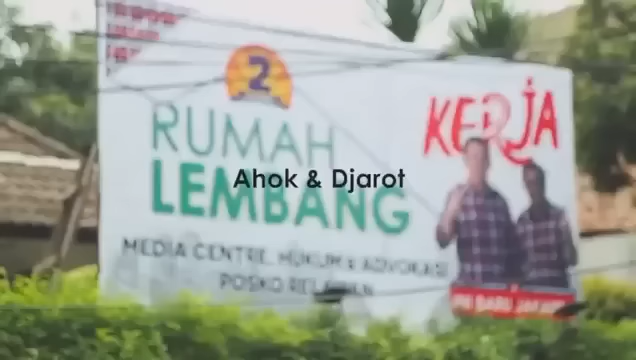 2
RUMAH
LEMBANG
Ahok & Djarot
MEDIA CENTRE, HUKUM & ADVOKASI
POSKO RELAWAN
KERJA